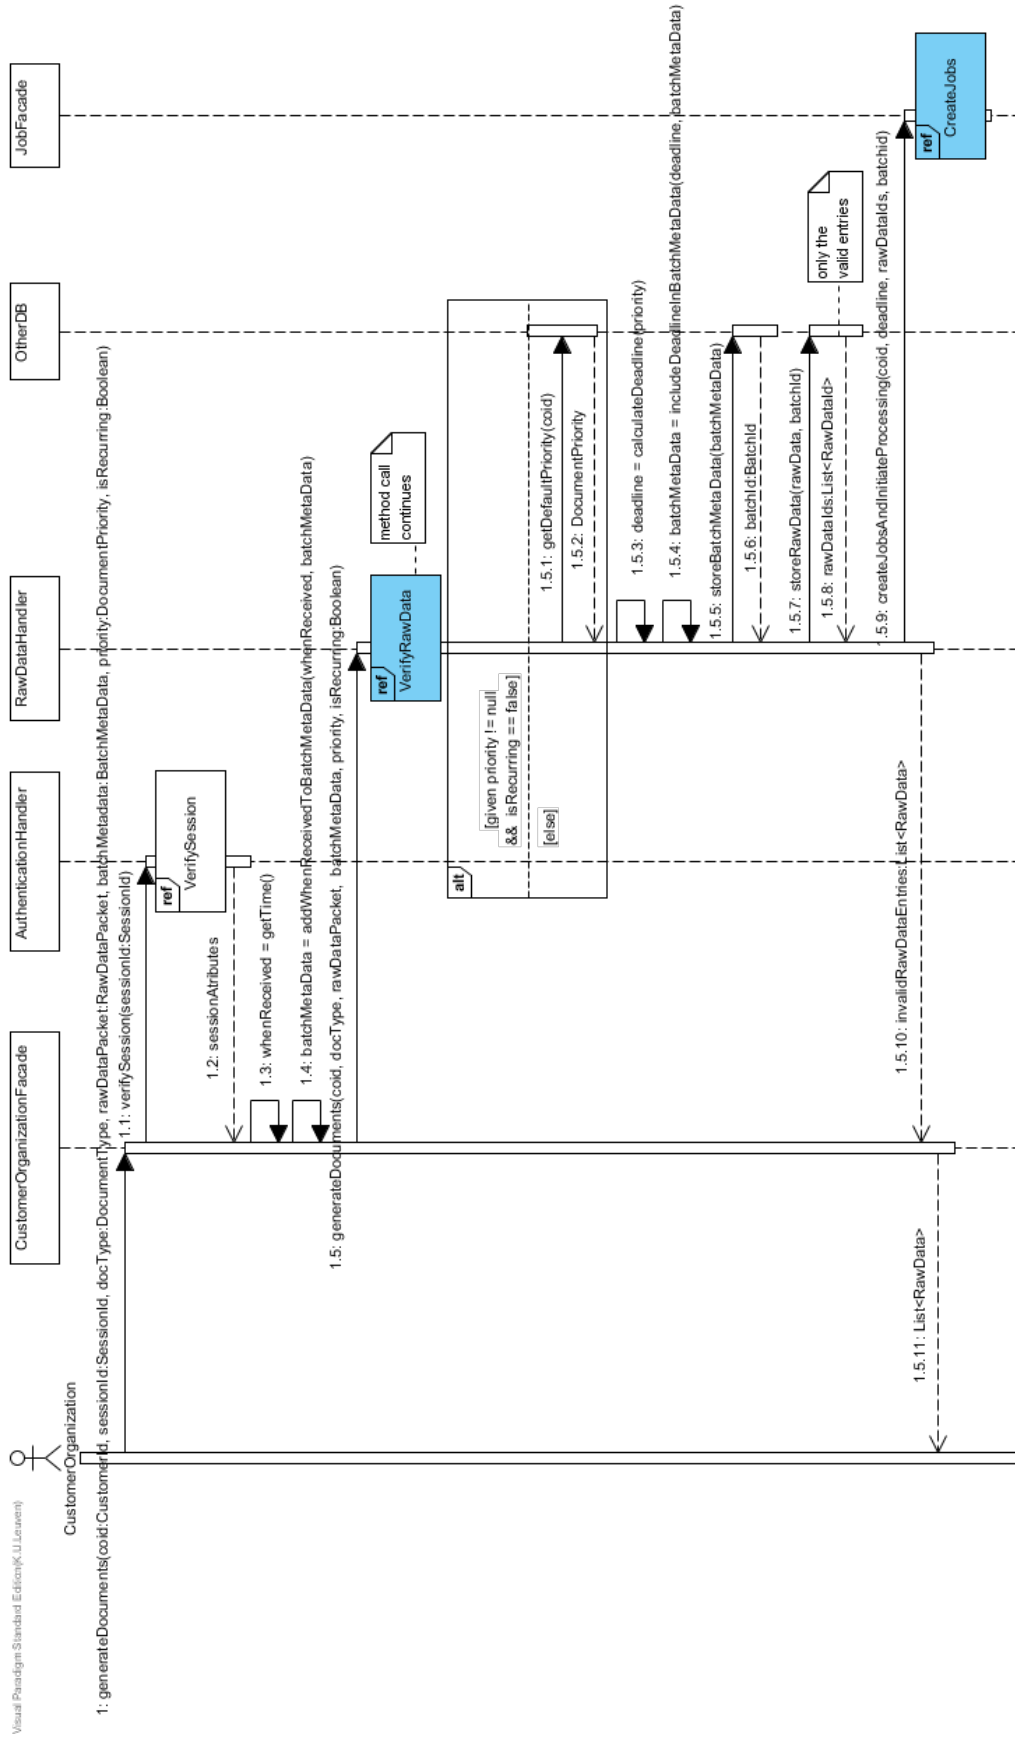 Visual Paradigm Standard Edition(K.U.Leuven)
CustomerOrganization
CustomerOrganizationFacade
AuthenticationHandler
RawDataHandler
OtherDB
JobFacade
1: generateDocuments(coid:CustomerId, sessionId:SessionId, docType:DocumentType, rawDataPacket:RawDataPacket, batchMetadata:BatchMetaData, priority:DocumentPriority, isRecurring:Boolean)
1.1: verifySession(sessionId:SessionId)
ref
VerifySession
1.2: sessionAtributes
1.3: whenReceived = getTime()
1.4: batchMetaData = addWhenReceivedToBatchMetaData(whenReceived, batchMetaData)
1.5: generateDocuments(coid, docType, rawDataPacket, batchMetaData, priority, isRecurring:Boolean)
ref
VerifyRawData
method call
continues
alt
[given priority != null
&& isRecurring == false]
[else]
1.5.1: getDefaultPriority(coid)
1.5.2: DocumentPriority
1.5.3: deadline = calculateDeadline(priority)
1.5.4: batchMetaData = includeDeadlineInBatchMetaData(deadline, batchMetaData)
1.5.5: storeBatchMetaData(batchMetaData)
1.5.6: batchId:BatchId
1.5.7: storeRawData(rawData, batchId)
1.5.8: rawDataIds:List<RawDataId>
only the
valid entries
.5.9: createJobsAndInitiateProcessing(coid, deadline, rawDataIds, batchid)
ref
CreateJobs
1.5.10: invalidRawDataEntries:List<RawData>
1.5.11: List<RawData>